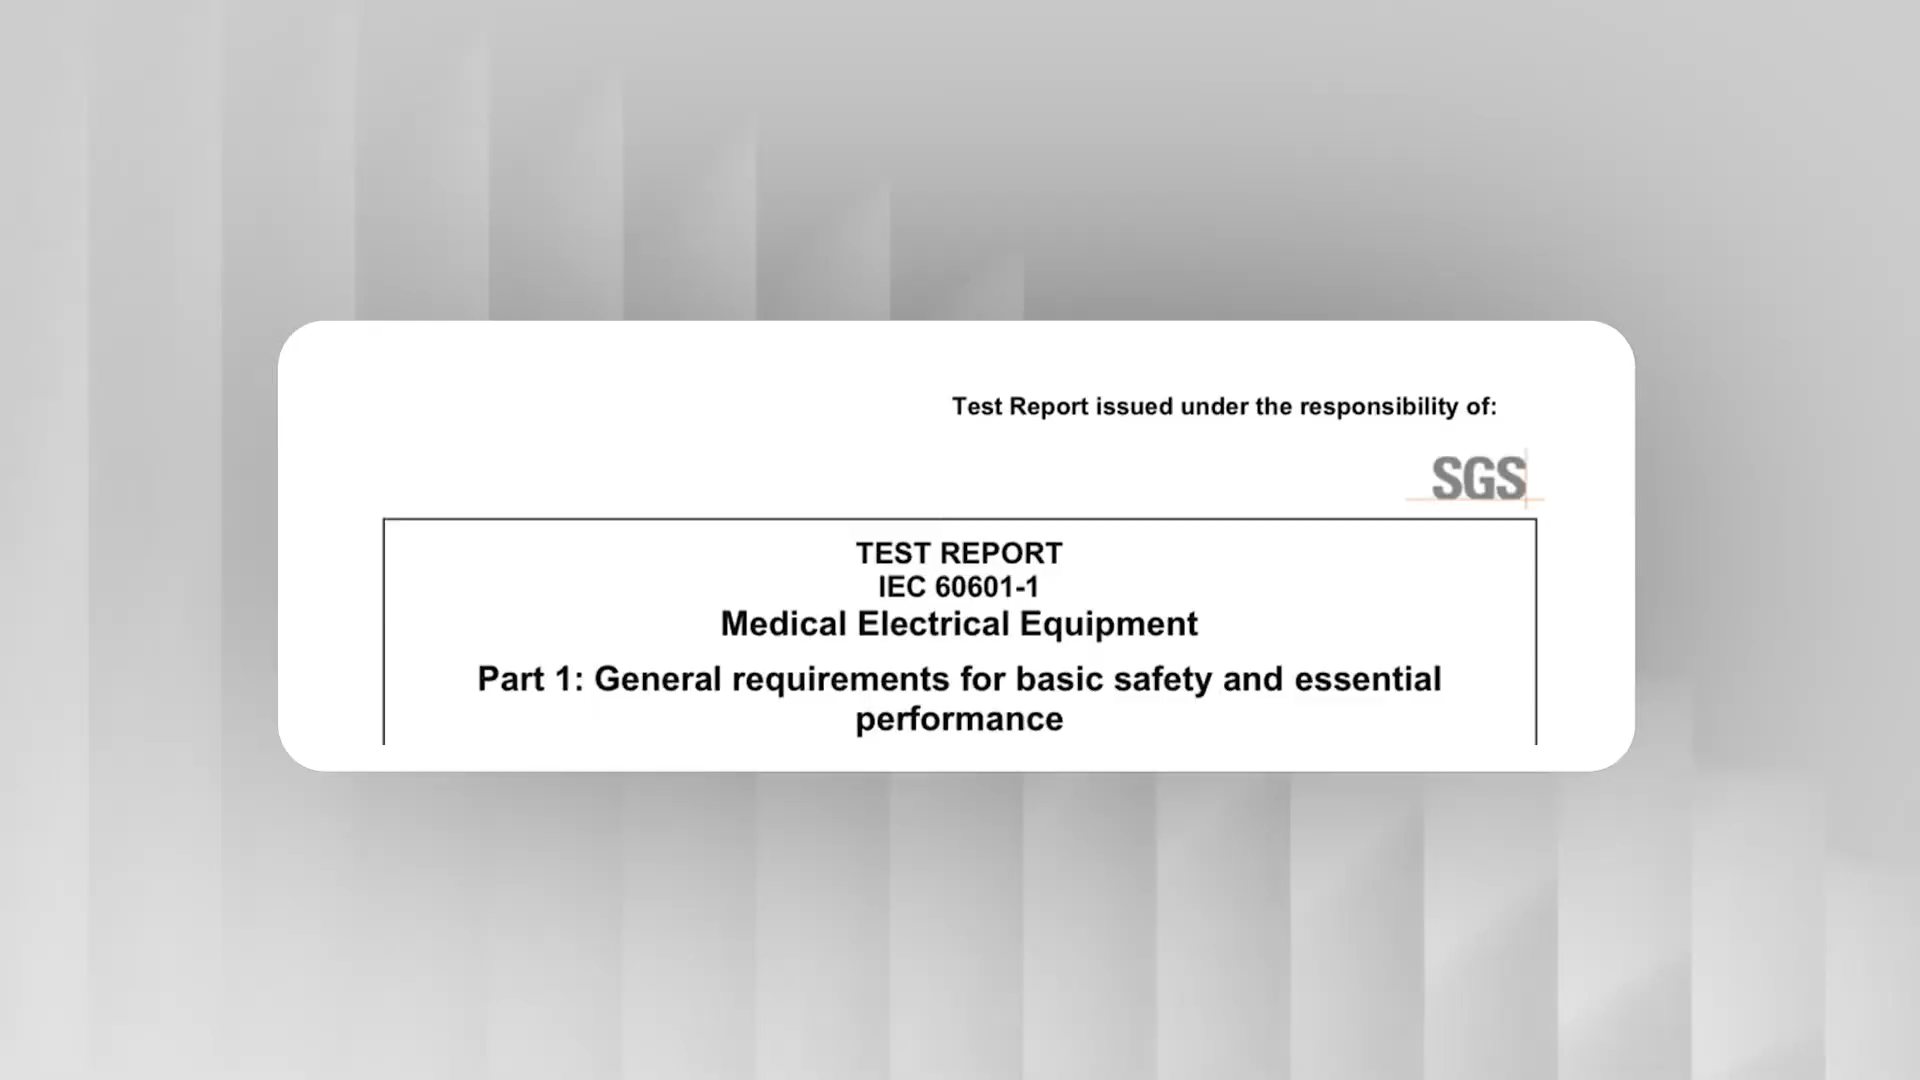 Test Report issued under the responsibility of:
SGS
TEST REPORT
IEC 60601-1
Medical Electrical Equipment
Part 1: General requirements for basic safety and essential
performance